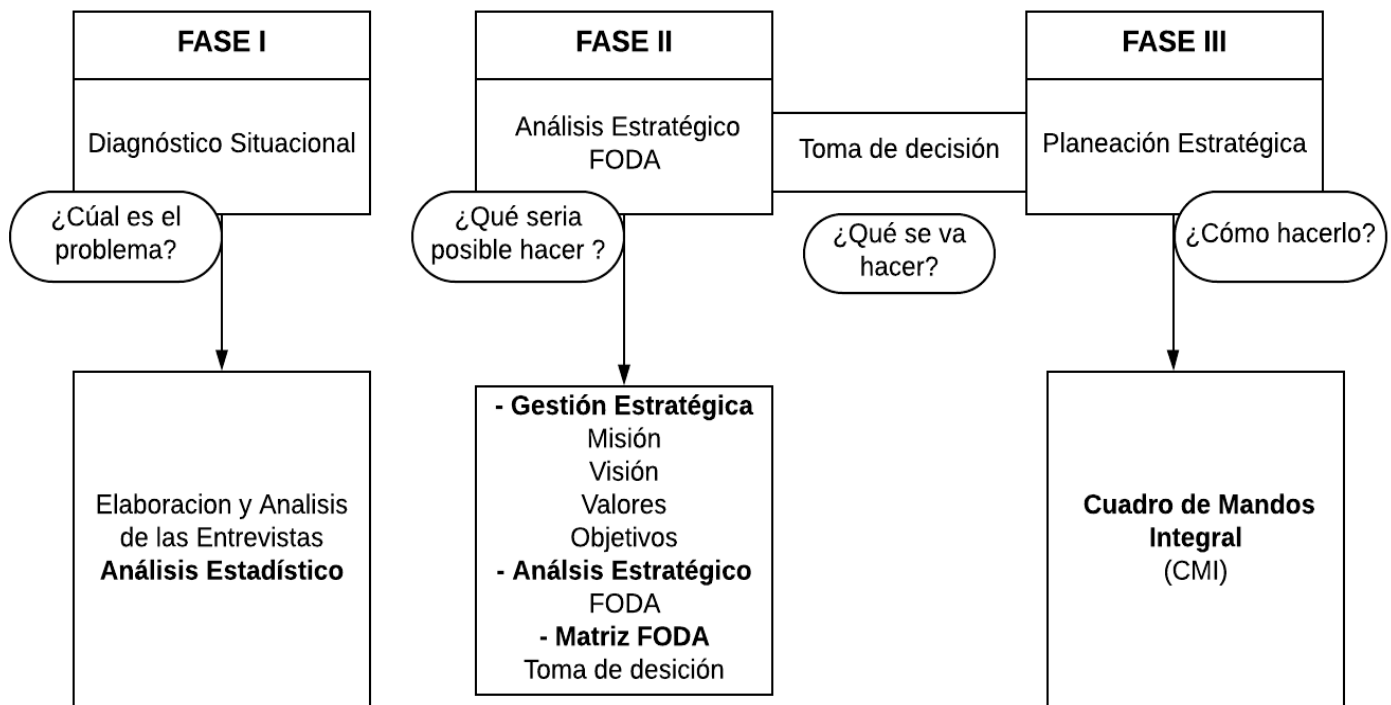 FASE I
Diagnóstico Situacional
¿Cúal es el
problema?
Elaboracion y Analisis
de las Entrevistas
Análisis Estadístico
FASE II
Análisis Estratégico
FODA
¿Qué seria
posible hacer ?
- Gestión Estratégica
Misión
Visión
Valores
Objetivos
- Análsis Estratégico
FODA
- Matriz FODA
Toma de desición
Toma de decisión
¿Qué se va
hacer?
FASE III
Planeación Estratégica
¿Cómo hacerlo?
Cuadro de Mandos
Integral
(CMI)